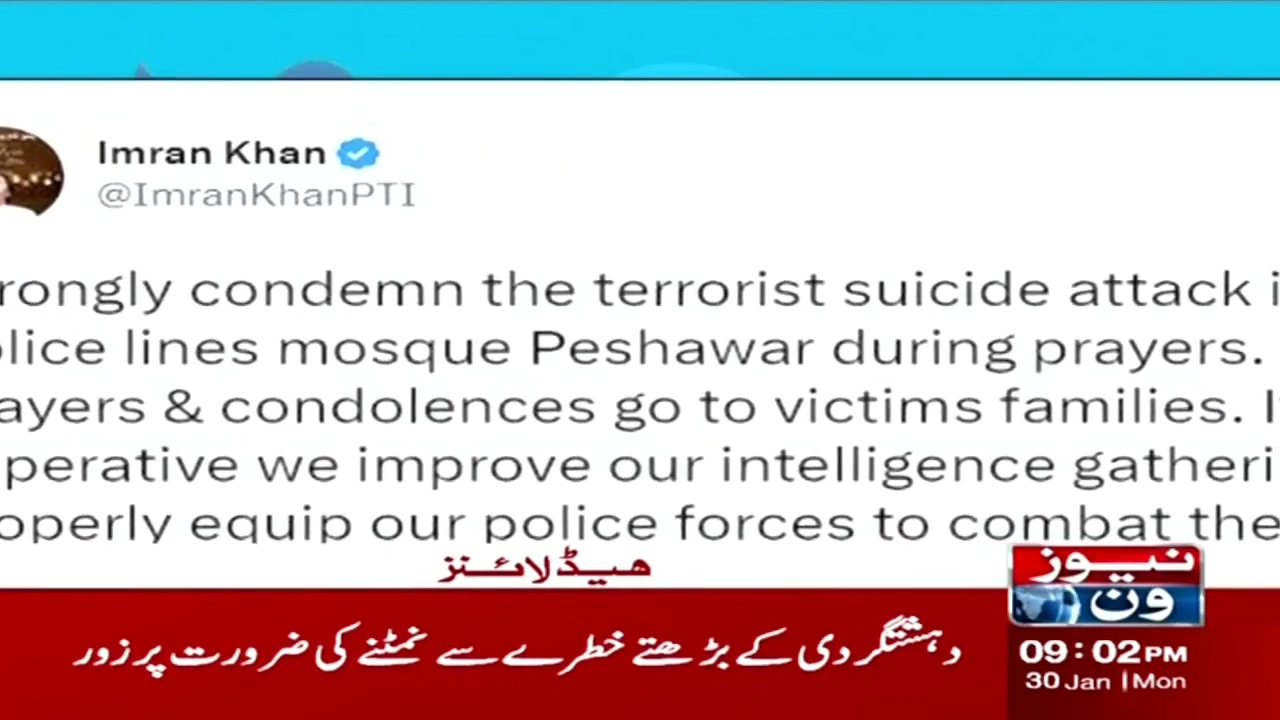 Imran Khan
@ImranKhanPTI
rongly condemn the terrorist suicide attack i
lice lines mosque Peshawar during prayers.
ayers & condolences go to victims families. I
perative we improve our intelligence gatheri
operly equip our police forces to combat the
ھیڈلائنز
نیوز
ون
دہشتگردی کے بڑھتے خطرے سے نمٹنے کی ضرورت پر زور
09:02PM
30 Jan | Mon